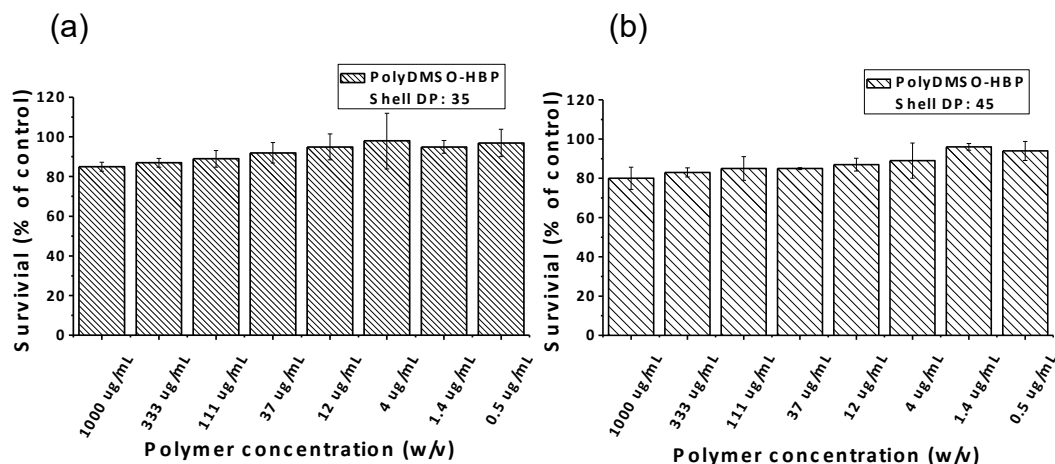 (a)
PolyDMSO-HBP
Shell DP: 35
Survivial (% of control)
120
100
80
60
40
20
0
1000 ug/mL
333 ug/mL
111 ug/mL
37 ug/mL
12 ug/mL
4 ug/mL
1.4 ug/mL
0.5 ug/mL
Polymer concentration (w/v)
(b)
PolyDMSO-HBP
Shell DP: 45
Survivial (% of control)
120
100
80
60
40
20
0
1000 ug/mL
333 ug/mL
111 ug/mL
37 ug/mL
12 ug/mL
4 ug/mL
1.4 ug/mL
0.5 ug/mL
Polymer concentration (w/v)